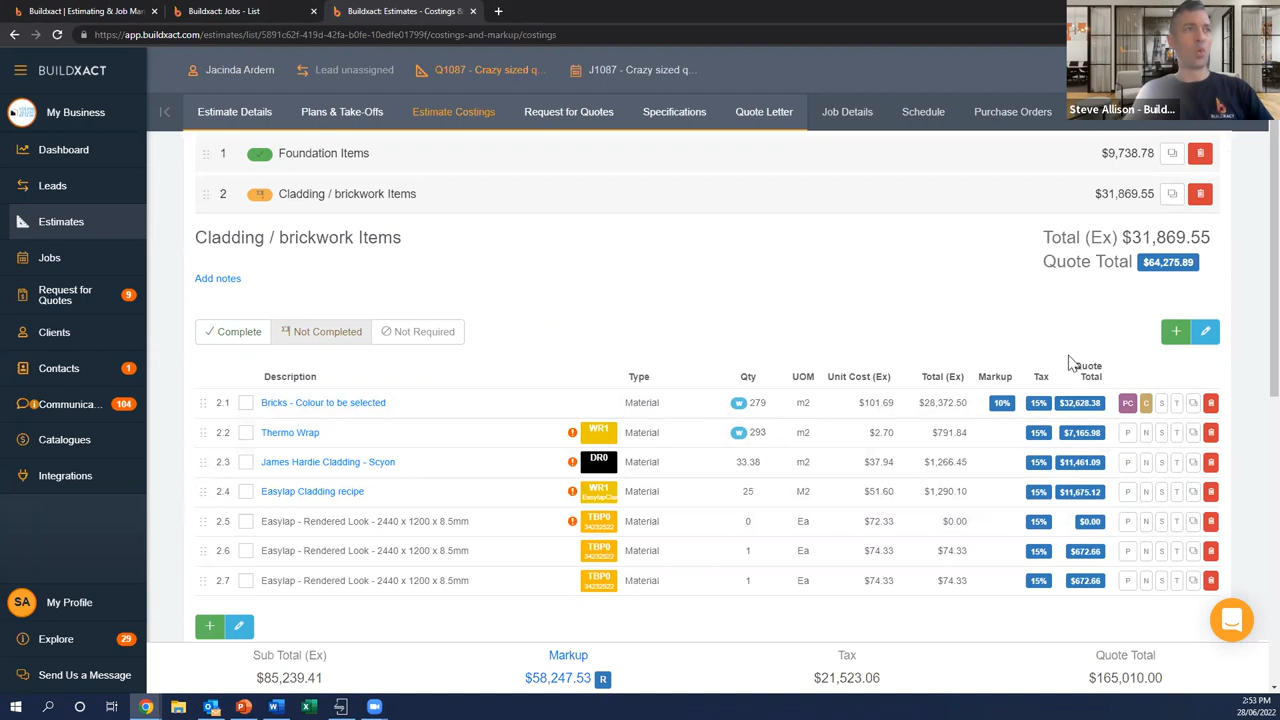 Buildxact | Estimating & Job Mar
Buildxact Jobs - List
Buildxact Estimates - Costings &
app.buildxact.com
Steve Allison - Build...
BUILDXACT
Jacinda Ardern
Lead unassigned
Q1087 - Crazy sized q...
J1087 - Crazy sized q...
My Business
Estimate Details
Plans & Take-
Estimate Costings
Request for Quotes
Specifications
Quote Letter
Job Details
Schedule
Purchase Orders
Dashboard
Leads
Estimates
Jobs
Request for Quotes 9
Clients
Contacts 1
Communica... 104
Catalogues
Integrations
SA My Profile
Explore 29
Send Us a Message
1 Foundation Items $9,738.78
2 Cladding / brickwork Items $31,869.55
Cladding / brickwork Items
Total (Ex) $31,869.55
Quote Total $64,275.89
Add notes
Complete Not Completed Not Required
Description Type Qty UOM Unit Cost (Ex) Total (Ex) Markup Tax Quote Total
2.1 Bricks - Colour to be selected Material w 279 m2 $101.69 $28,372.50 10% 15% $32,628.38 PC C S T
2.2 Thermo Wrap WR1 Material w 293 m2 $2.70 $791.84 15% $7,165.98 P N S T
2.3 James Hardie Cladding - Scyon DR0 Material 33.38 m2 $37.94 $1,266.45 15% $11,461.09 P N S T
2.4 Easylap Cladding recipe WR1 EasylapCla Material 25 M2 $51.60 $1,290.10 15% $11,675.12 P N S T
2.5 Easylap - Rendered Look - 2440 x 1200 x 8.5mm TBP0 34232522 Material 0 Ea $72.33 $0.00 15% $0.00 P N S T
2.6 Easylap - Rendered Look - 2440 x 1200 x 8.5mm TBP0 34232522 Material 1 Ea $74.33 $74.33 15% $672.66 P N S T
2.7 Easylap - Rendered Look - 2440 x 1200 x 8.5mm TBP0 34232522 Material 1 Ea $74.33 $74.33 15% $672.66 P N S T
Sub Total (Ex) Markup Tax Quote Total
$85,239.41 $58,247.53 R $21,523.06 $165,010.00
2:53 PM
28/06/2022